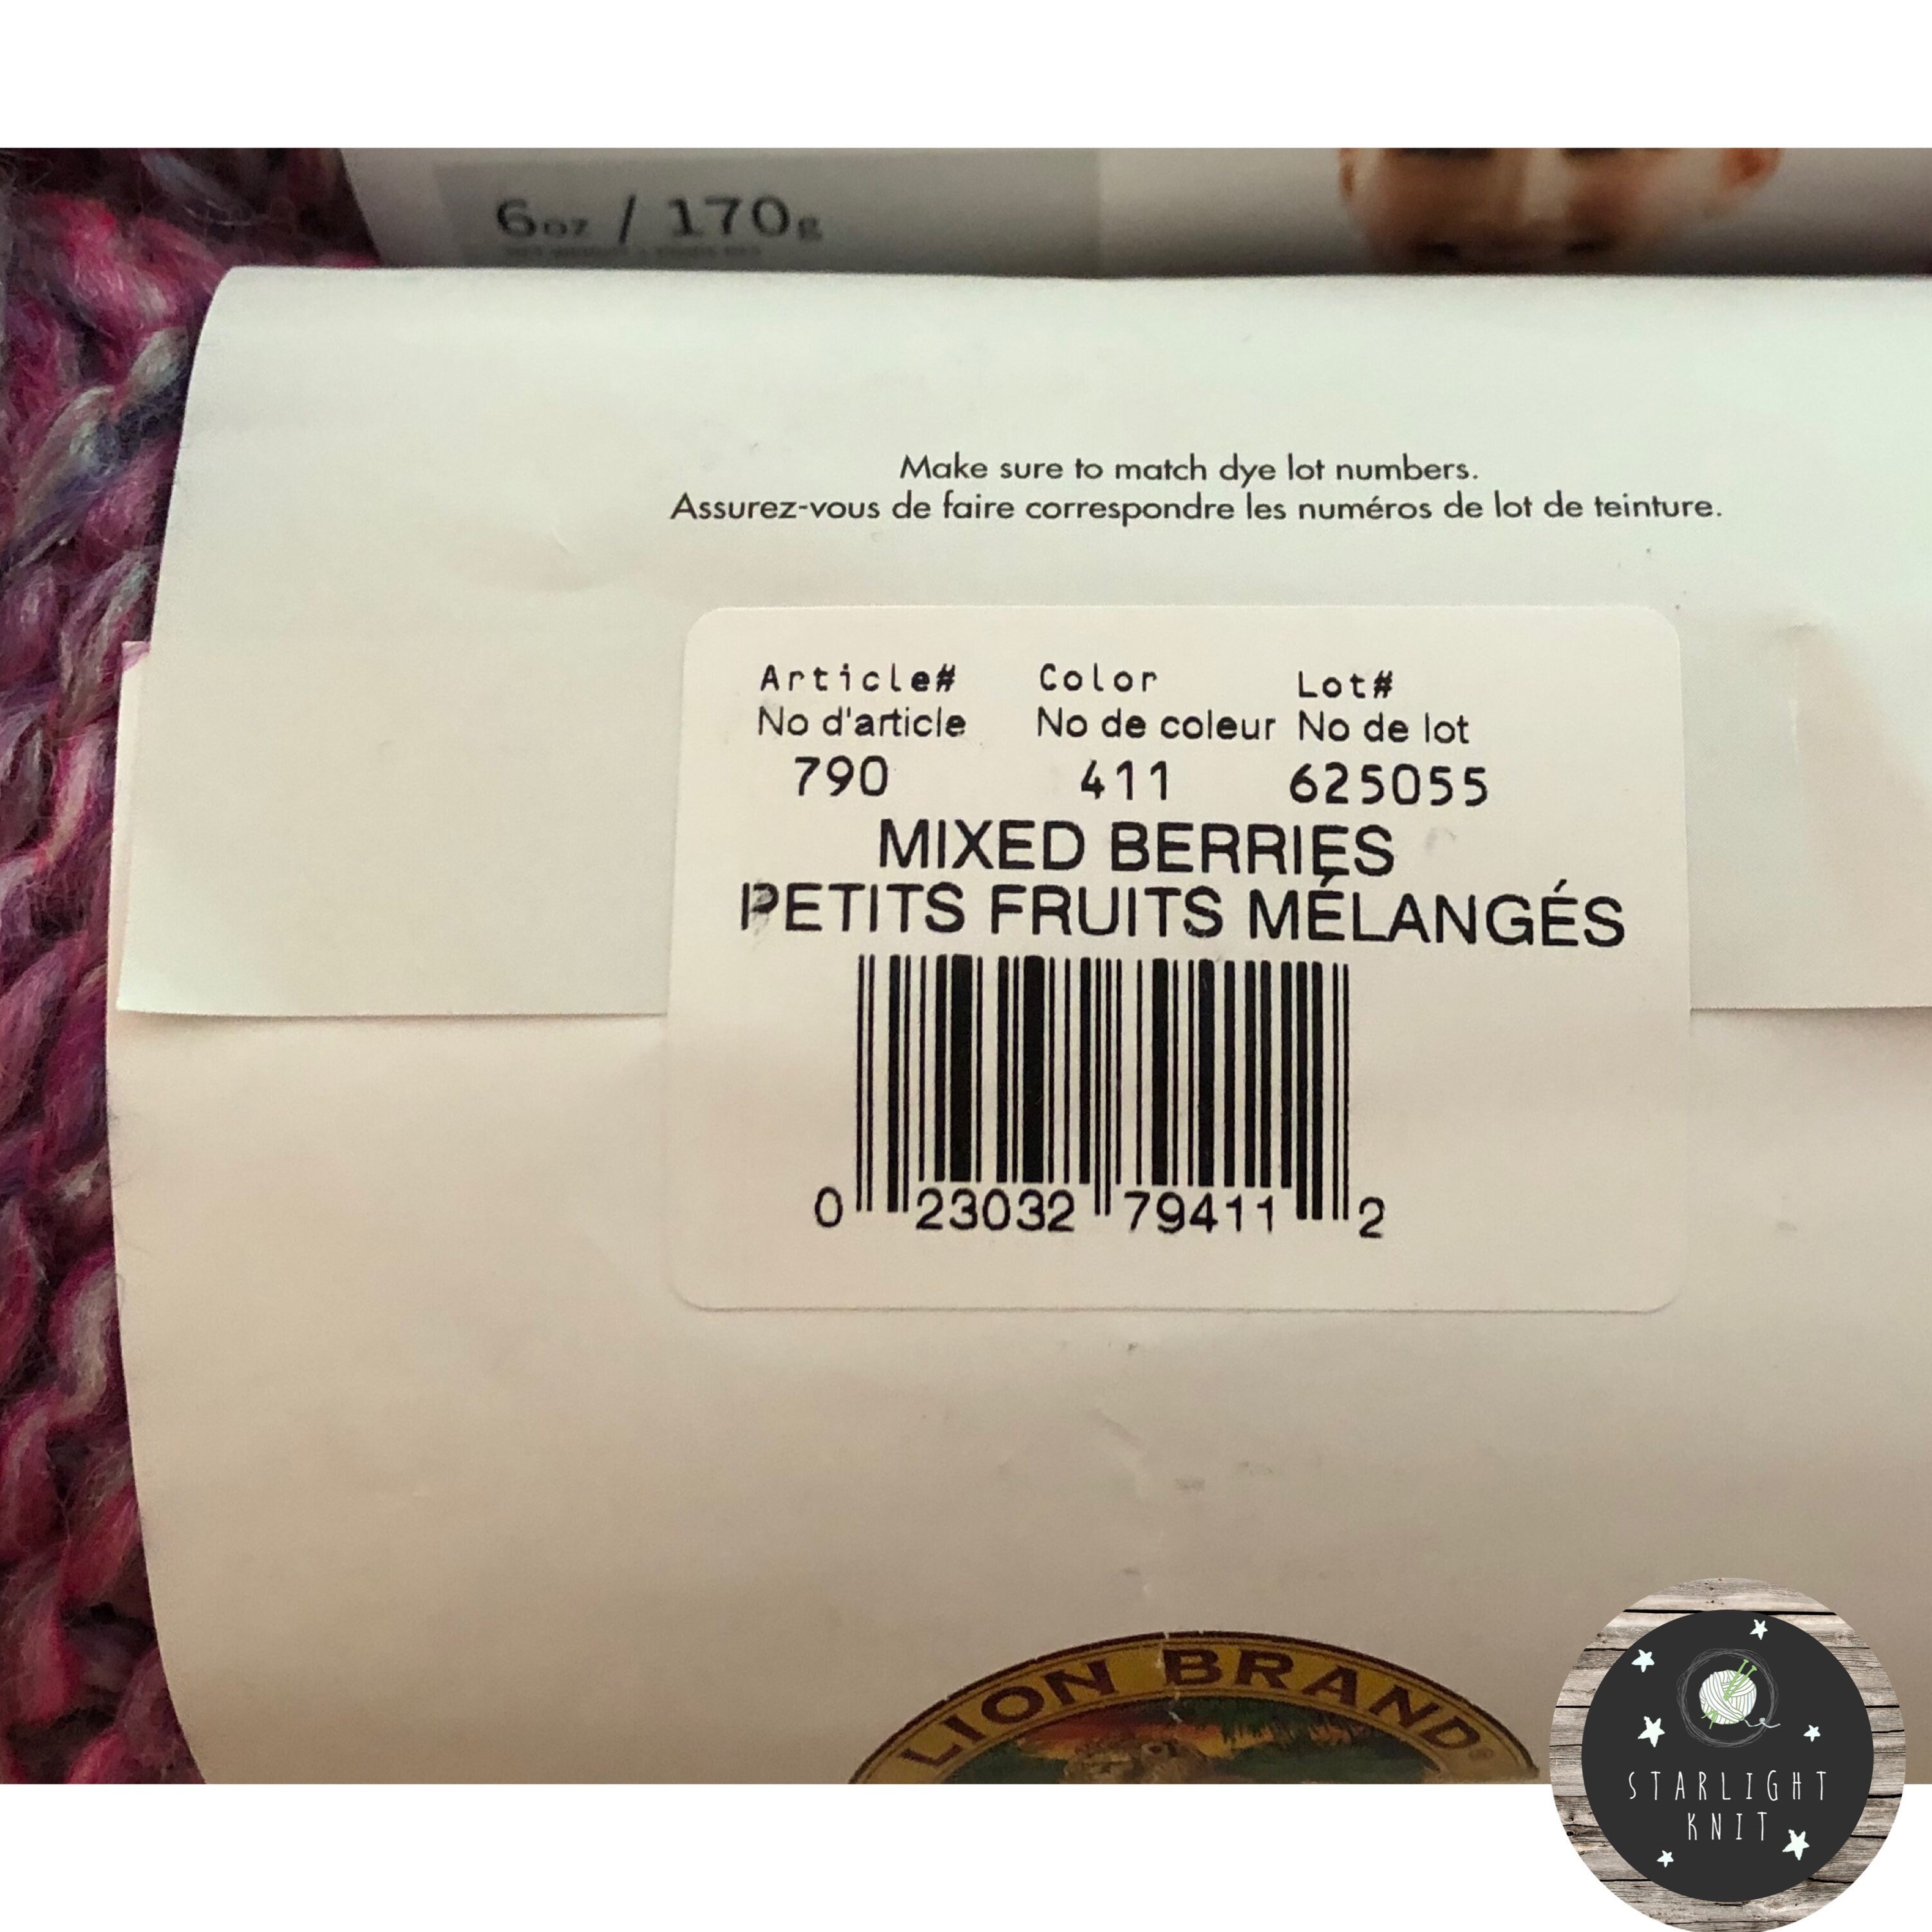 6oz / 170g
Make sure to match dye lot numbers.
Assurez-vous de faire correspondre les numéros de lot de teinture.
Article# Color Lot#
No d'article No de coleur No de lot
790 411 625055
MIXED BERRIES
PETITS FRUITS MÉLANGÉS
0 23032 79411 2
LION BRAND®
STARLIGHT
KNIT